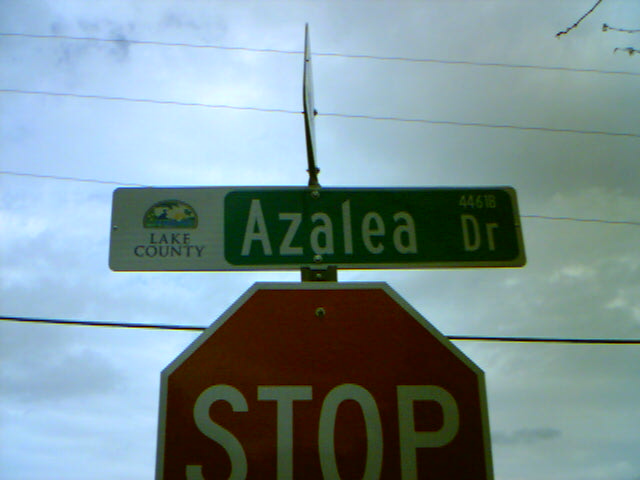 4461B
Azalea Dr
LAKE
COUNTY
STOP